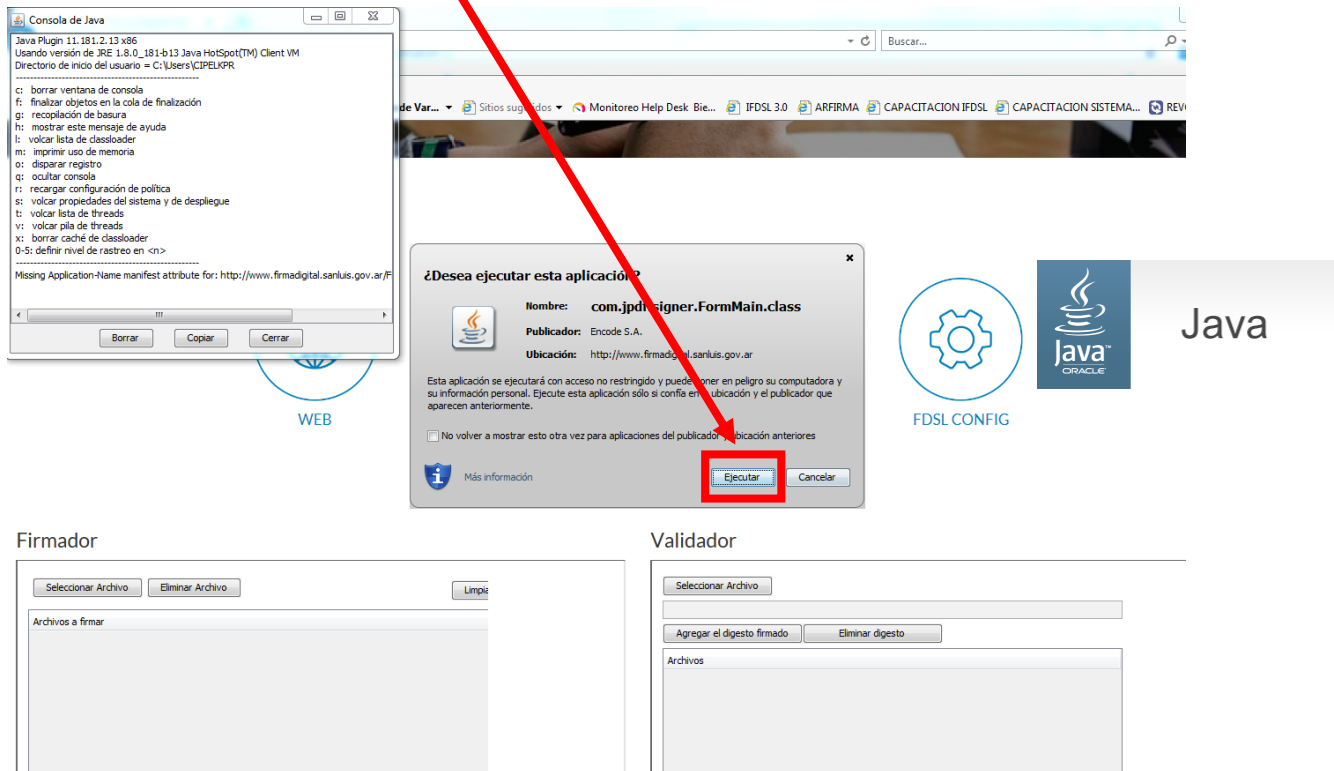 Consola de Java
Java Plugin 11.181.2.13 x86
Usando versión de JRE 1.8.0_181-b13 Java HotSpot(TM) Client VM
Directorio de inicio del usuario = C:\Users\CIPELKPR
----------------------------------------------------
c: borrar ventana de consola
f: finalizar objetos en la cola de finalización
g: recopilación de basura
h: mostrar este mensaje de ayuda
l: volcar lista de classloader
m: imprimir uso de memoria
o: disparar registro
q: ocultar consola
r: recargar configuración de política
s: volcar propiedades del sistema y de despliegue
t: volcar lista de threads
v: volcar pila de threads
x: borrar caché de classloader
0-5: definir nivel de rastreo en <n>
----------------------------------------------------
Missing Application-Name manifest attribute for: http://www.firmadigital.sanluis.gov.ar/F
Borrar Copiar Cerrar
Buscar...
de Var... Sitios sugeridos Monitoreo Help Desk Bie... IFDSL 3.0 ARFIRMA CAPACITACION IFDSL CAPACITACION SISTEMA... REV
WEB
¿Desea ejecutar esta aplicación?
Nombre: com.jpdfsigner.FormMain.class
Publicador: Encode S.A.
Ubicación: http://www.firmadigital.sanluis.gov.ar
Esta aplicación se ejecutará con acceso no restringido y puede poner en peligro su computadora y
su información personal. Ejecute esta aplicación sólo si confía en la ubicación y el publicador que
aparecen anteriormente.
No volver a mostrar esto otra vez para aplicaciones del publicador y ubicación anteriores
Más información
Ejecutar Cancelar
FDSL CONFIG
Java
ORACLE
Java
Firmador
Seleccionar Archivo Eliminar Archivo Limpia
Archivos a firmar
Validador
Seleccionar Archivo
Agregar el digesto firmado Eliminar digesto
Archivos